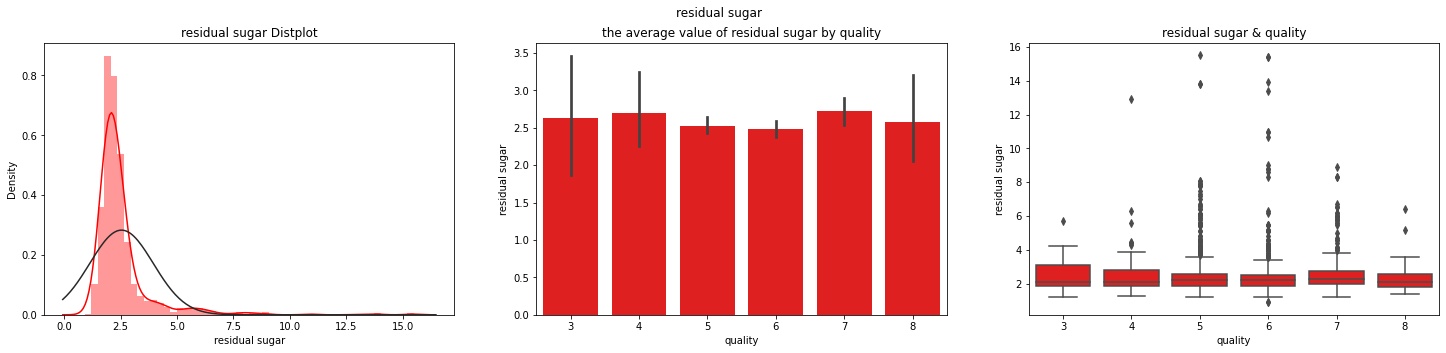 residual sugar
residual sugar Distplot
Density
0.8
0.6
0.4
0.2
0.0
0.0 2.5 5.0 7.5 10.0 12.5 15.0
residual sugar
the average value of residual sugar by quality
residual sugar
3.5
3.0
2.5
2.0
1.5
1.0
0.5
0.0
3 4 5 6 7 8
quality
residual sugar & quality
residual sugar
16
14
12
10
8
6
4
2
3 4 5 6 7 8
quality